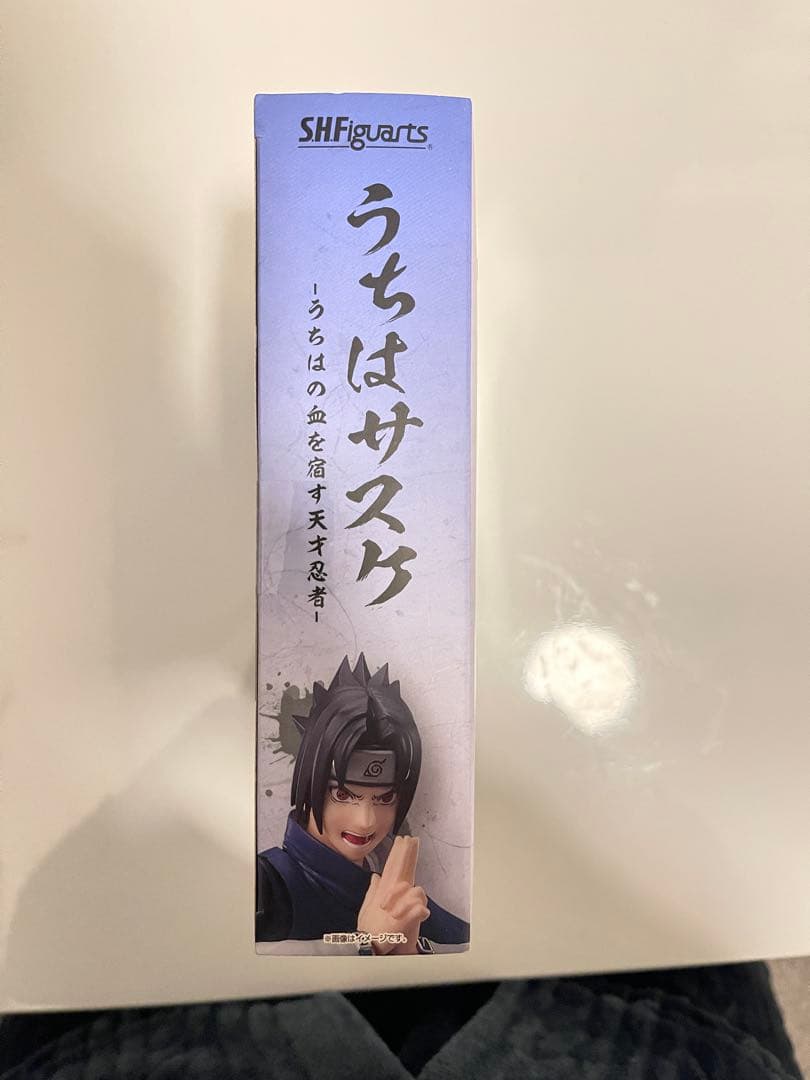 S.H.Figuarts®
うちはサスケ
-うちはの血を宿す天才忍者-
※画像はイメージです。